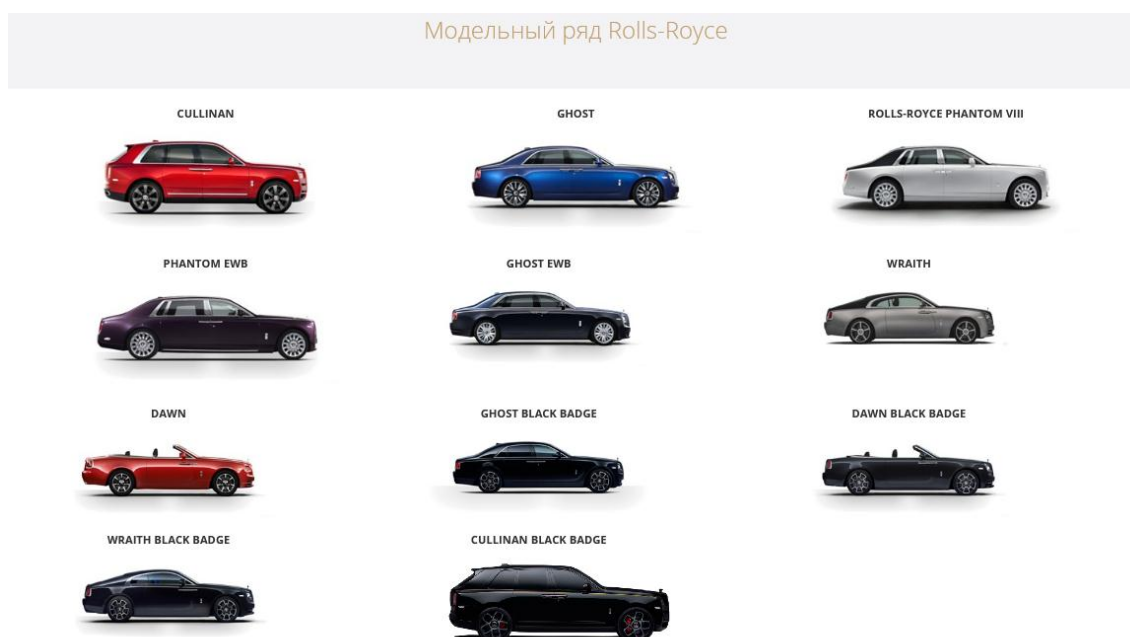 Модельный ряд Rolls-Royce
CULLINAN
GHOST
ROLLS-ROYCE PHANTOM VIII
PHANTOM EWB
GHOST EWB
WRAITH
DAWN
GHOST BLACK BADGE
DAWN BLACK BADGE
WRAITH BLACK BADGE
CULLINAN BLACK BADGE